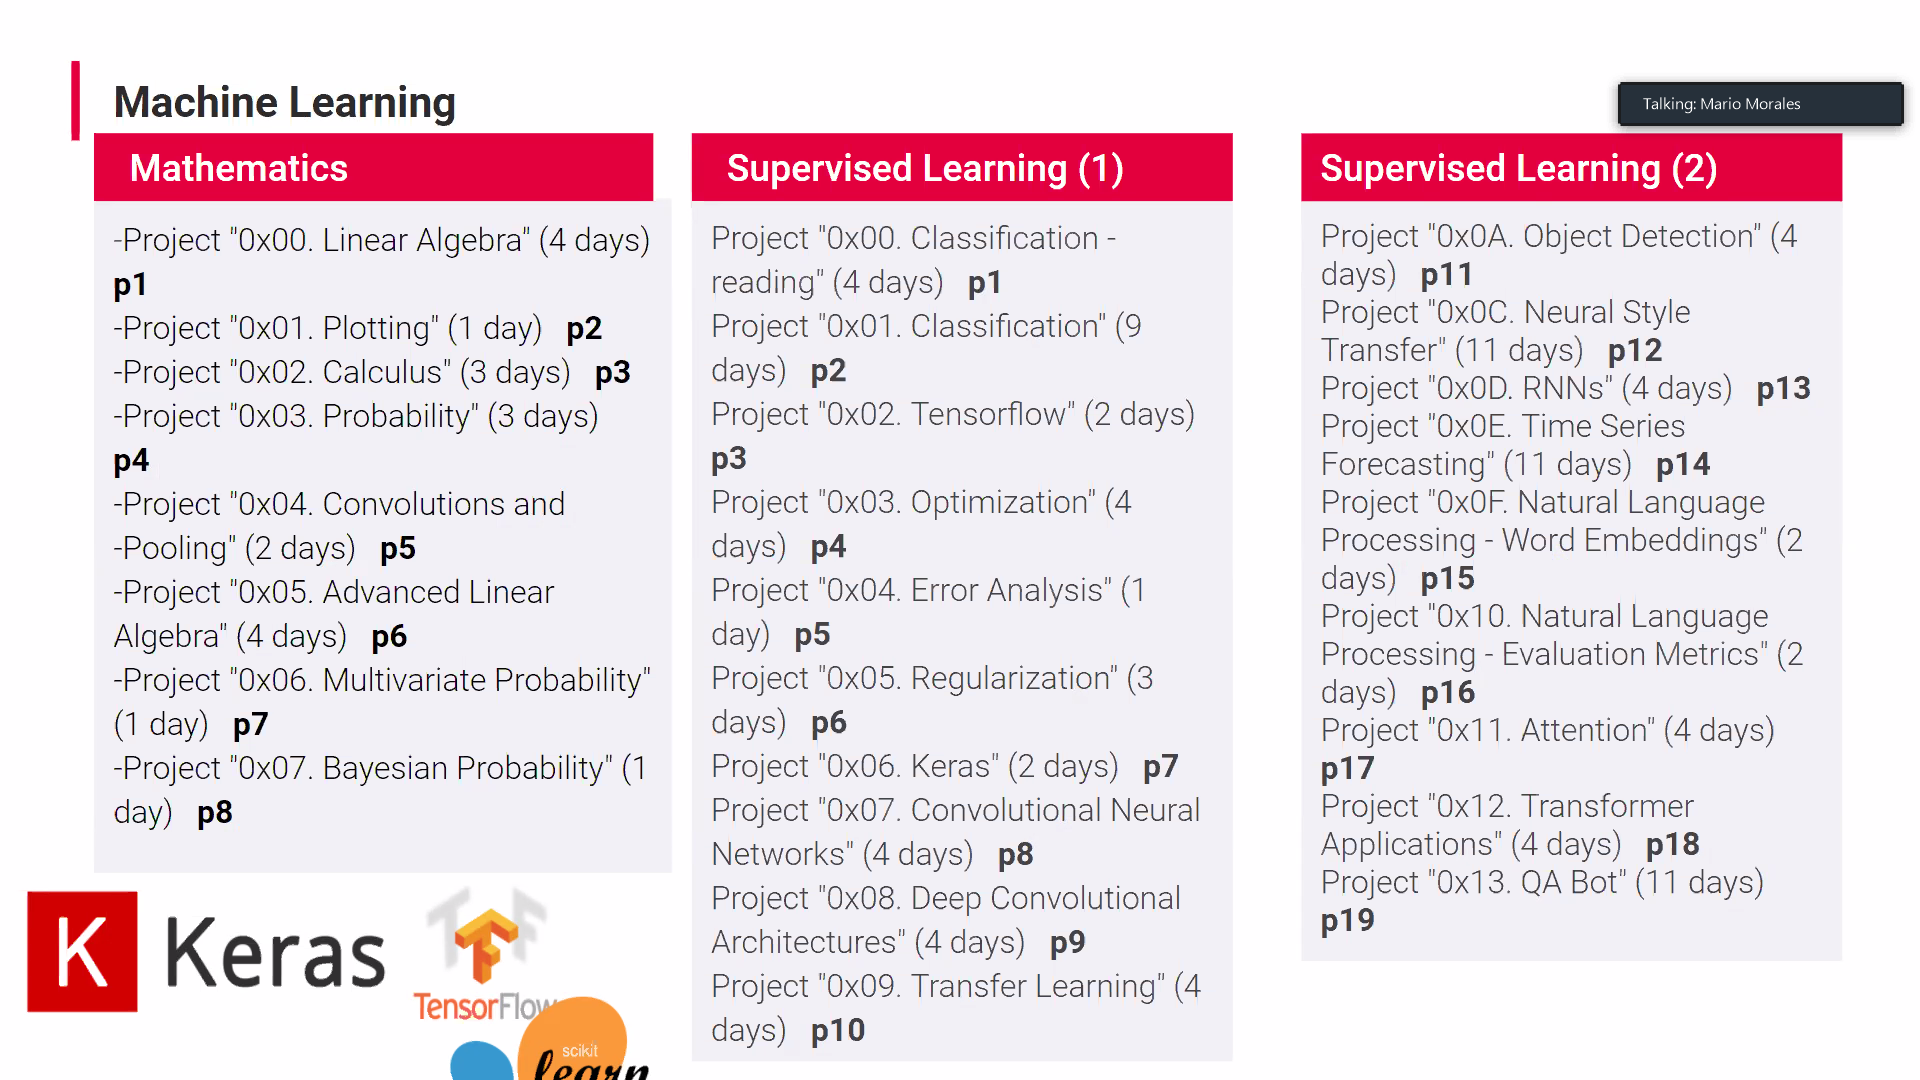 Machine Learning
Talking: Mario Morales
Mathematics
-Project "0x00. Linear Algebra" (4 days)
p1
-Project "0x01. Plotting" (1 day) p2
-Project "0x02. Calculus" (3 days) p3
-Project "0x03. Probability" (3 days)
p4
-Project "0x04. Convolutions and
-Pooling" (2 days) p5
-Project "0x05. Advanced Linear
Algebra" (4 days) p6
-Project "0x06. Multivariate Probability"
(1 day) p7
-Project "0x07. Bayesian Probability" (1
day) p8
Supervised Learning (1)
Project "0x00. Classification -
reading" (4 days) p1
Project "0x01. Classification" (9
days) p2
Project "0x02. Tensorflow" (2 days)
p3
Project "0x03. Optimization" (4
days) p4
Project "0x04. Error Analysis" (1
day) p5
Project "0x05. Regularization" (3
days) p6
Project "0x06. Keras" (2 days) p7
Project "0x07. Convolutional Neural
Networks" (4 days) p8
Project "0x08. Deep Convolutional
Architectures" (4 days) p9
Project "0x09. Transfer Learning" (4
days) p10
Supervised Learning (2)
Project "0x0A. Object Detection" (4
days) p11
Project "0x0C. Neural Style
Transfer" (11 days) p12
Project "0x0D. RNNs" (4 days) p13
Project "0x0E. Time Series
Forecasting" (11 days) p14
Project "0x0F. Natural Language
Processing - Word Embeddings" (2
days) p15
Project "0x10. Natural Language
Processing - Evaluation Metrics" (2
days) p16
Project "0x11. Attention" (4 days)
p17
Project "0x12. Transformer
Applications" (4 days) p18
Project "0x13. QA Bot" (11 days)
p19
K Keras
TensorFlow
scikit
learn